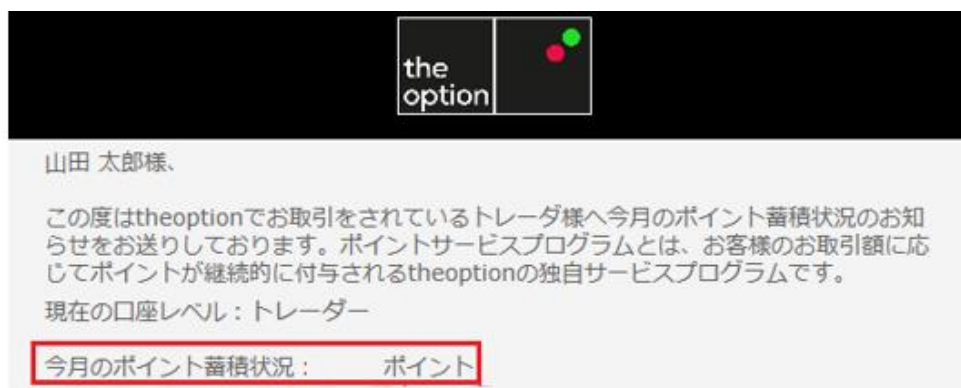 the
option
山田 太郎様、
この度はtheoptionでお取引をされているトレーダ様へ今月のポイント蓄積状況のお知
らせをお送りしております。ポイントサービスプログラムとは、お客様のお取引額に応
じてポイントが継続的に付与されるtheoptionの独自サービスプログラムです。
現在の口座レベル：トレーダー
今月のポイント蓄積状況： ポイント